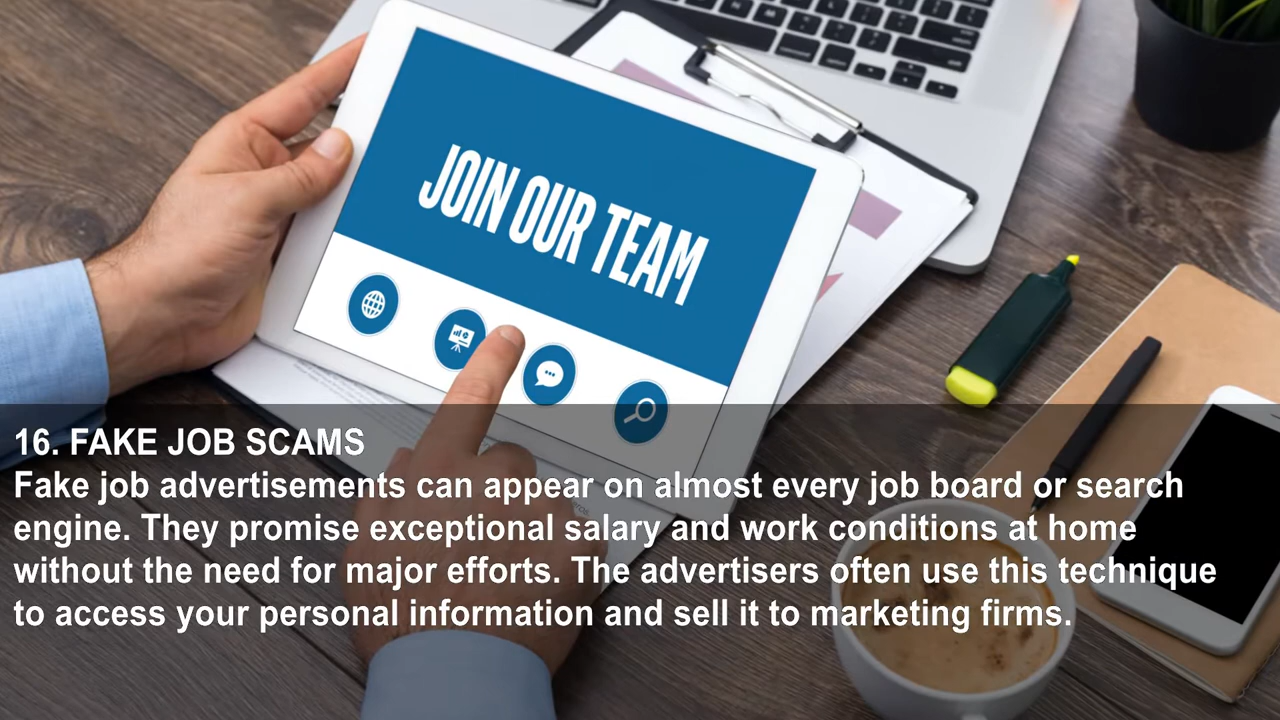 JOIN OUR TEAM
16. FAKE JOB SCAMS
Fake job advertisements can appear on almost every job board or search
engine. They promise exceptional salary and work conditions at home
without the need for major efforts. The advertisers often use this technique
to access your personal information and sell it to marketing firms.